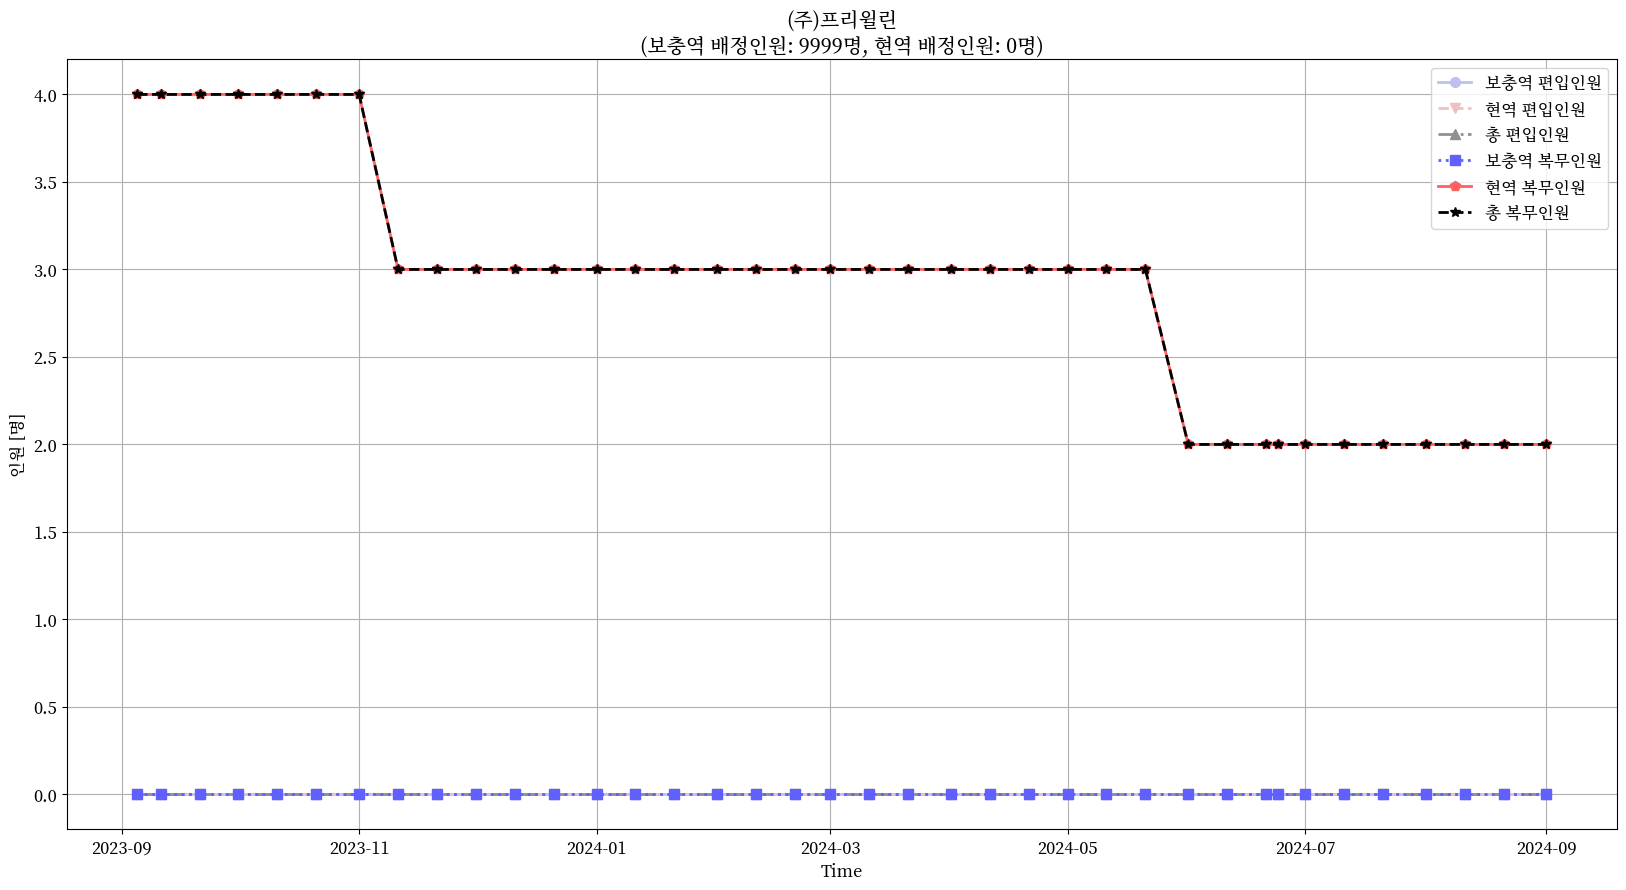 (주)프리윌린
(보충역 배정인원: 9999명, 현역 배정인원: 0명)
보충역 편입인원
현역 편입인원
총 편입인원
보충역 복무인원
현역 복무인원
총 복무인원
인원 [명]
4.0
3.5
3.0
2.5
2.0
1.5
1.0
0.5
0.0
2023-09 2023-11 2024-01 2024-03 2024-05 2024-07 2024-09
Time